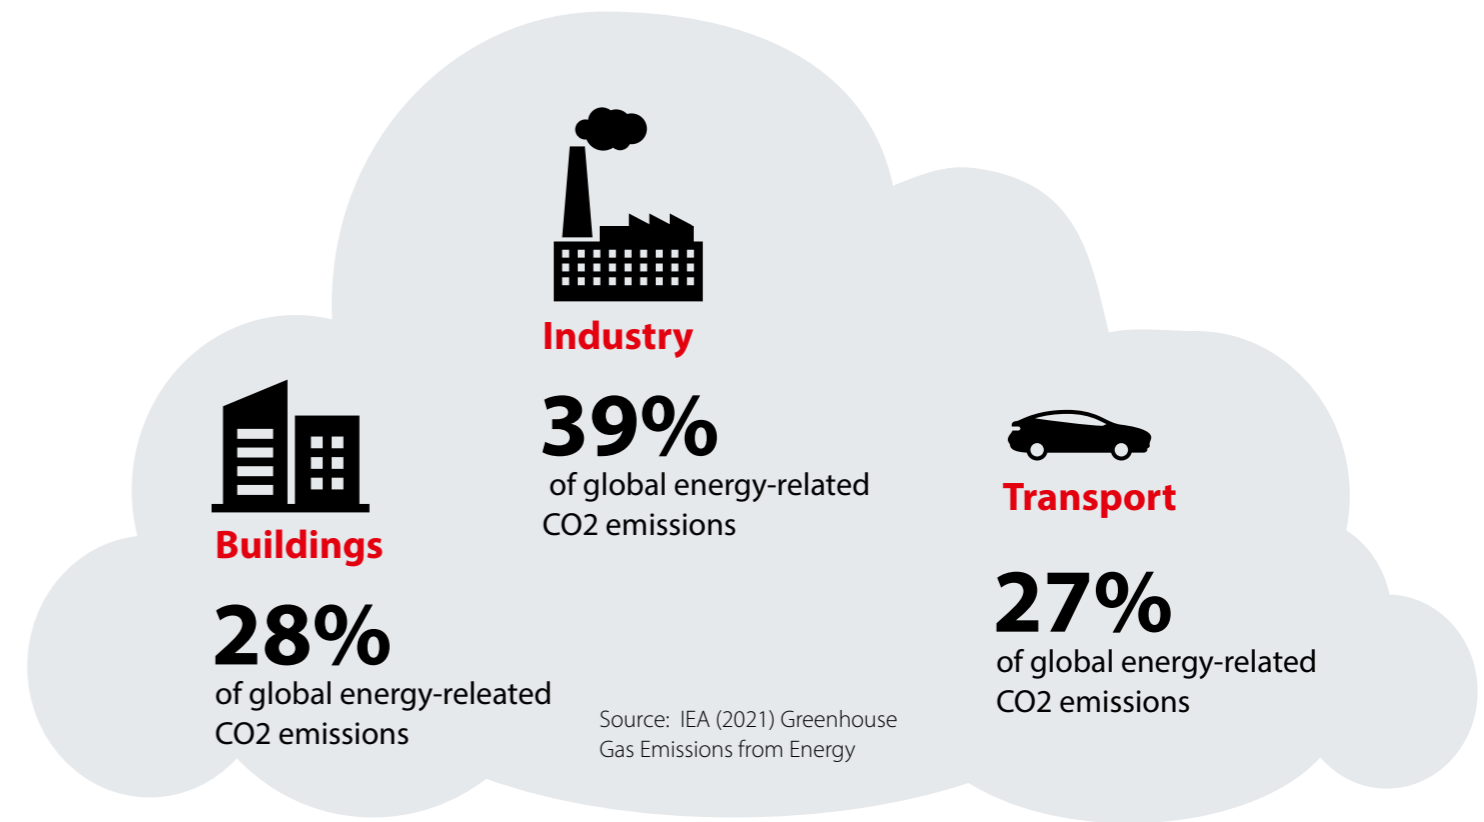 Industry
39%
of global energy-related
CO2 emissions
Buildings
28%
of global energy-releated
CO2 emissions
Transport
27%
of global energy-related
CO2 emissions
Source: IEA (2021) Greenhouse
Gas Emissions from Energy